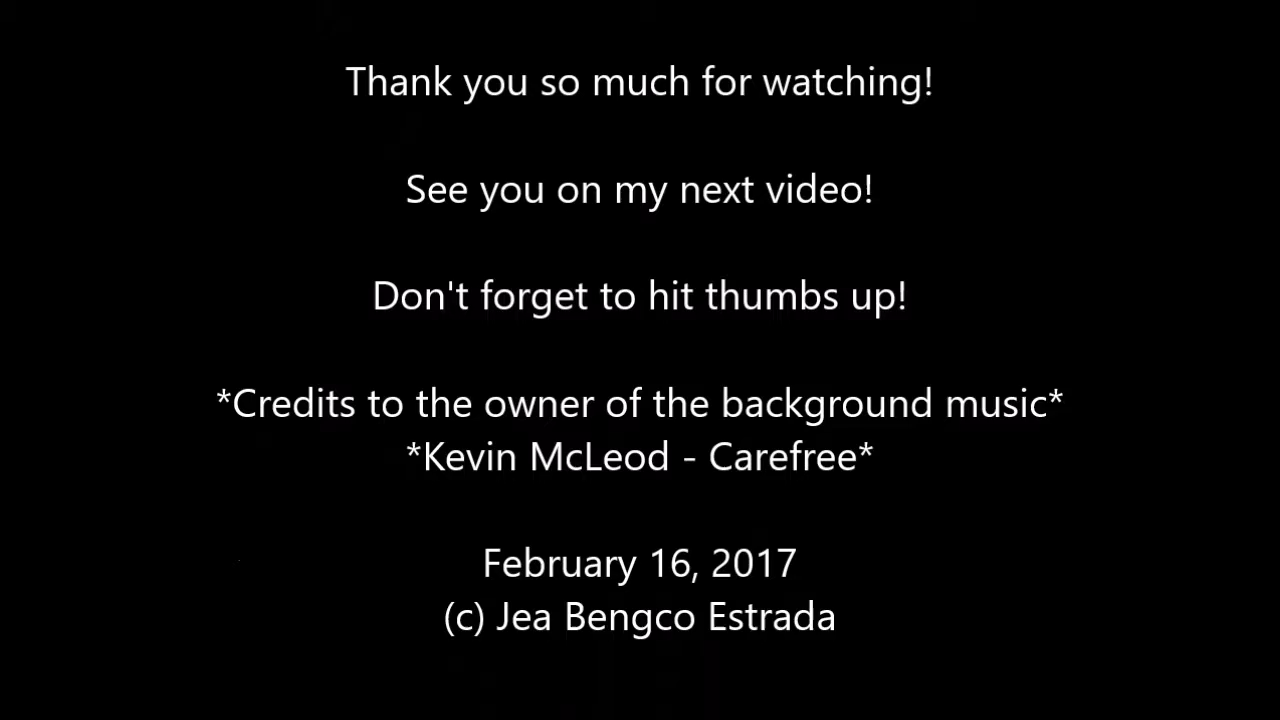 Thank you so much for watching!
See you on my next video!
Don't forget to hit thumbs up!
*Credits to the owner of the background music*
*Kevin McLeod - Carefree*
February 16, 2017
(c) Jea Bengco Estrada